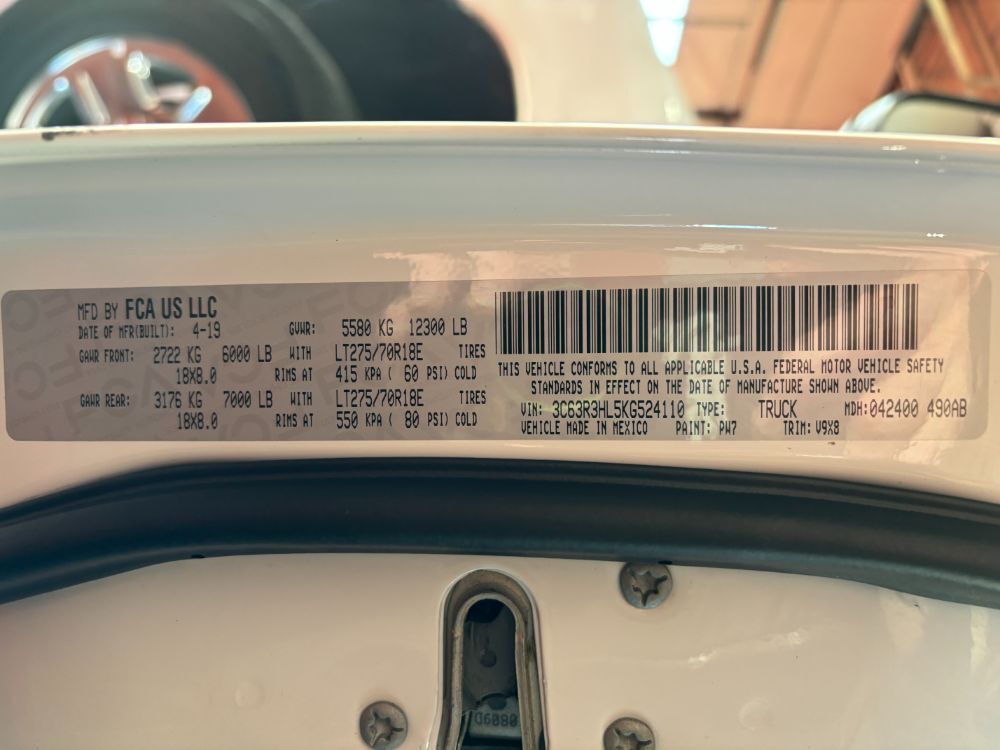 MFD BY FCA US LLC
DATE OF MFR(BUILT): 4-19 GVWR: 5580 KG 12300 LB
GAWR FRONT: 2722 KG 6000 LB WITH LT275/70R18E TIRES
18X8.0 RIMS AT 415 KPA ( 60 PSI) COLD
GAWR REAR: 3176 KG 7000 LB WITH LT275/70R18E TIRES
18X8.0 RIMS AT 550 KPA ( 80 PSI) COLD
THIS VEHICLE CONFORMS TO ALL APPLICABLE U.S.A. FEDERAL MOTOR VEHICLE SAFETY
STANDARDS IN EFFECT ON THE DATE OF MANUFACTURE SHOWN ABOVE.
VIN: 3C63R3HL5KG524110 TYPE: TRUCK MDH: 042400 490AB
VEHICLE MADE IN MEXICO PAINT: PW7 TRIM: V9X8